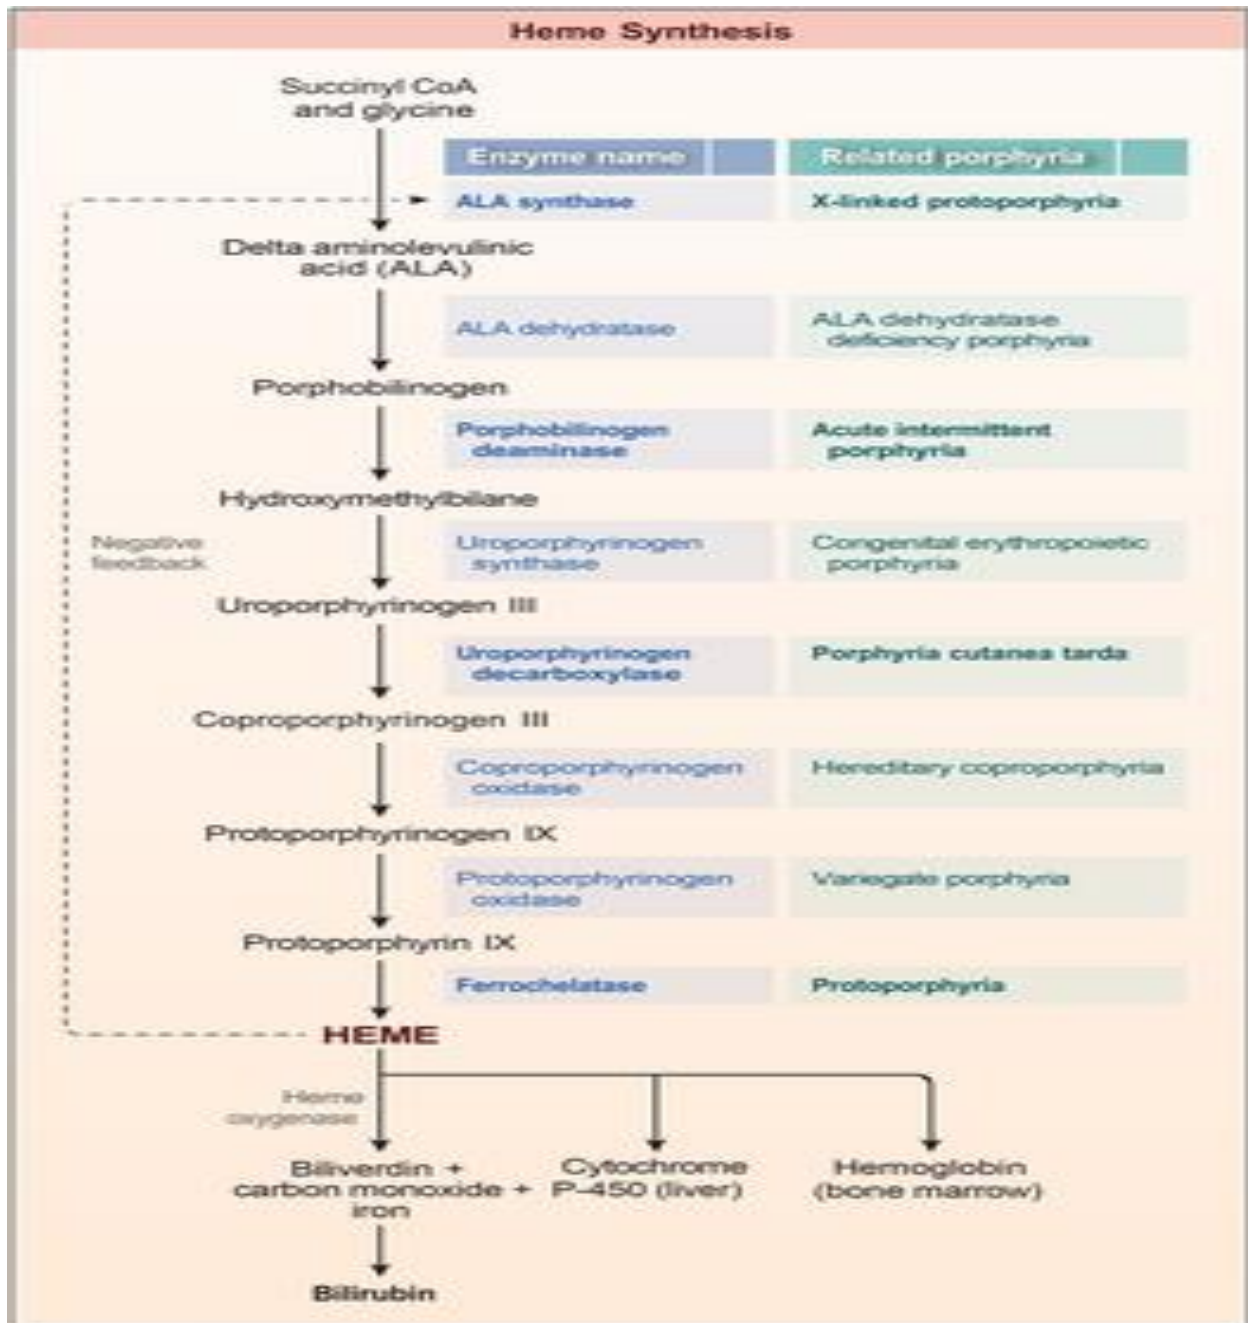 Heme Synthesis
Succinyl CoA
and glycine
Enzyme name
Related porphyria
ALA synthase
X-linked protoporphyria
Delta aminolevulinic
acid (ALA)
ALA dehydratase
ALA dehydratase
deficiency porphyria
Porphobilinogen
Porphobilinogen
deaminase
Acute intermittent
porphyria
Hydroxymethylbilane
Negative
feedback
Uroporphyrinogen
synthase
Congenital erythropoietic
porphyria
Uroporphyrinogen III
Uroporphyrinogen
decarboxylase
Porphyria cutanea tarda
Coproporphyrinogen III
Coproporphyrinogen
oxidase
Hereditary coproporphyria
Protoporphyrinogen IX
Protoporphyrinogen
oxidase
Variegate porphyria
Protoporphyrin IX
Ferrochelatase
Protoporphyria
HEME
Heme
oxygenase
Biliverdin +
carbon monoxide +
iron
Cytochrome
P-450 (liver)
Hemoglobin
(bone marrow)
Bilirubin